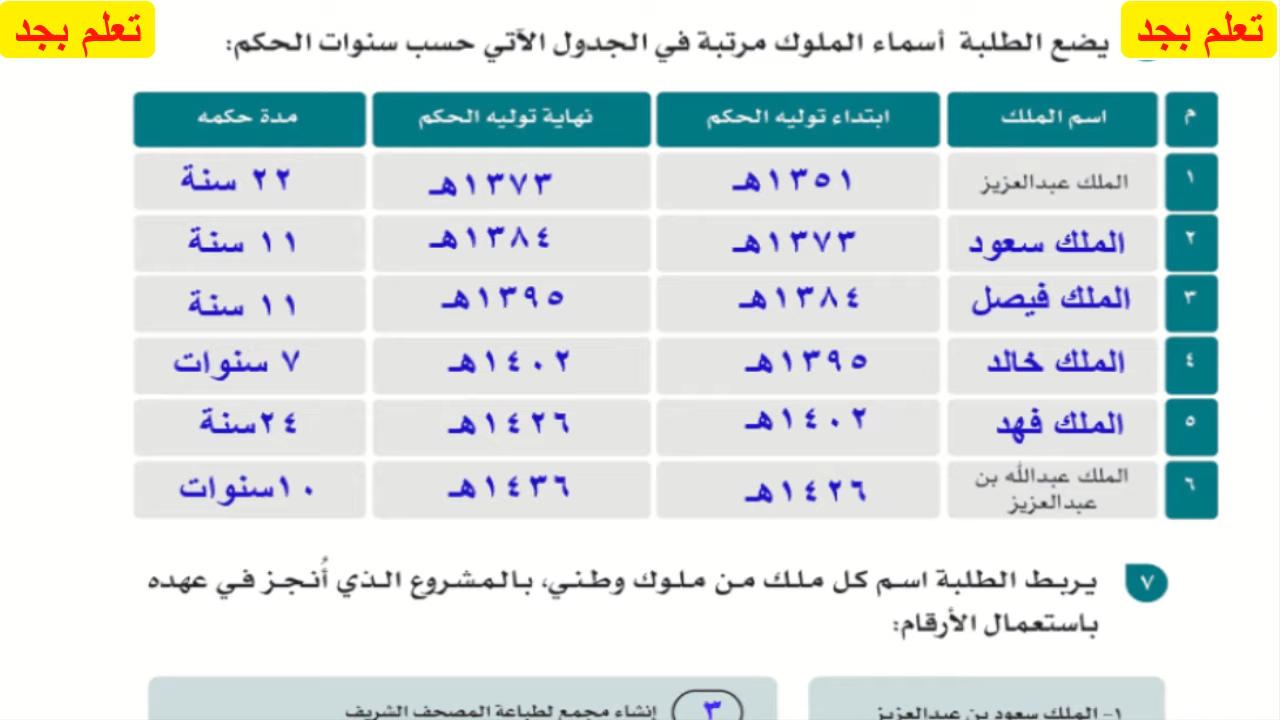 تعلم بجد
تعلم بجد
يضع الطلبة أسماء الملوك مرتبة في الجدول الآتي حسب سنوات الحكم:
م اسم الملك ابتداء توليه الحكم نهاية توليه الحكم مدة حكمه
١ الملك عبدالعزيز ١٣٥١هـ ١٣٧٣هـ ٢٢ سنة
٢ الملك سعود ١٣٧٣هـ ١٣٨٤هـ ١١ سنة
٣ الملك فيصل ١٣٨٤هـ ١٣٩٥هـ ١١ سنة
٤ الملك خالد ١٣٩٥هـ ١٤٠٢هـ ٧ سنوات
٥ الملك فهد ١٤٠٢هـ ١٤٢٦هـ ٢٤سنة
٦ الملك عبدالله بن عبدالعزيز ١٤٢٦هـ ١٤٣٦هـ ١٠سنوات
٧ يربط الطلبة اسم كل ملك من ملوك وطني، بالمشروع الذي أُنجز في عهده
باستعمال الأرقام:
١- الملك سعود بن عبدالعزيز ٣ إنشاء مجمع لطباعة المصحف الشريف